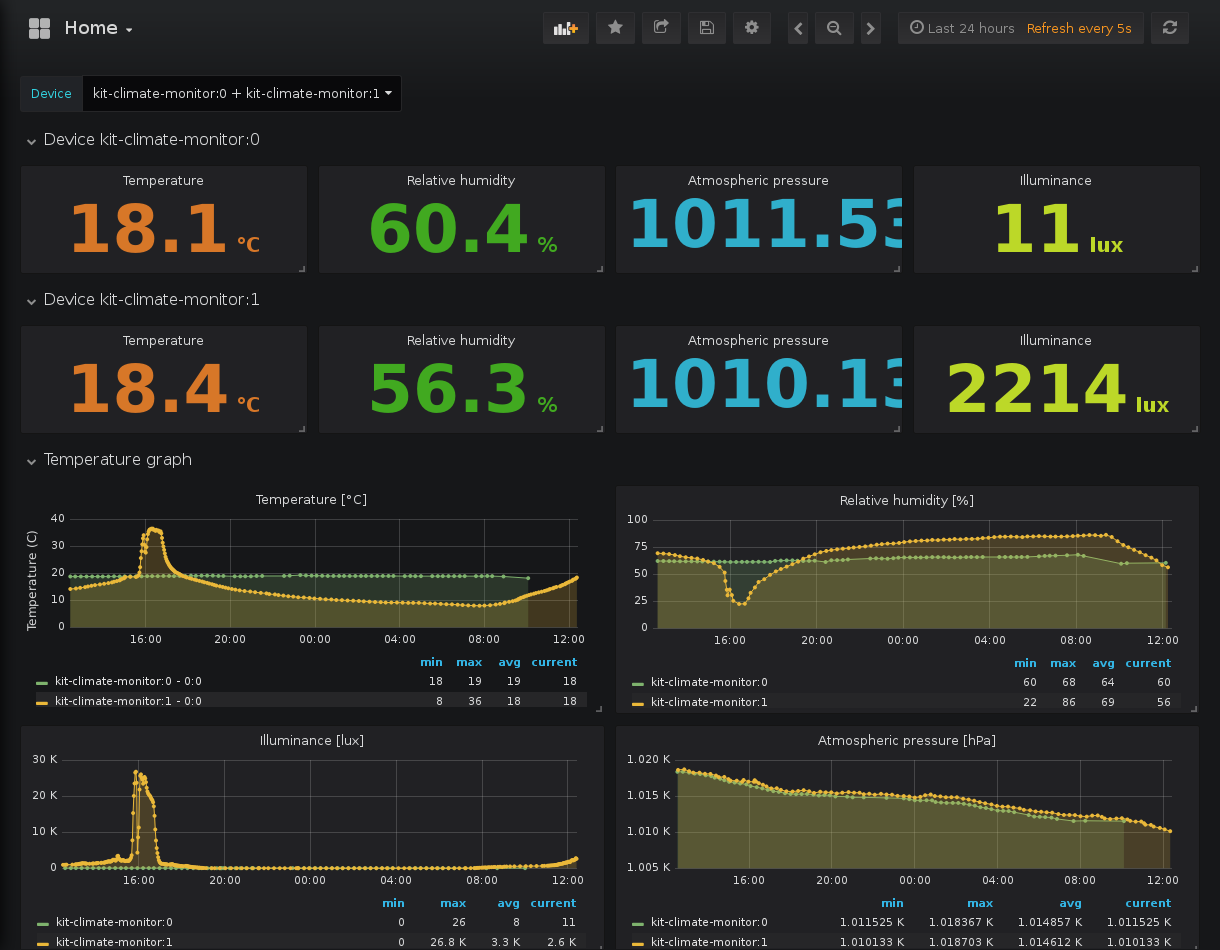 Home
Last 24 hours Refresh every 5s
Device kit-climate-monitor:0 + kit-climate-monitor:1
Device kit-climate-monitor:0
Temperature Relative humidity Atmospheric pressure Illuminance
18.1 °C 60.4 % 1011.53 11 lux
Device kit-climate-monitor:1
Temperature Relative humidity Atmospheric pressure Illuminance
18.4 °C 56.3 % 1010.13 2214 lux
Temperature graph
Temperature [°C]
Temperature (C)
40
30
20
10
0
16:00 20:00 00:00 04:00 08:00 12:00
min max avg current
kit-climate-monitor:0 - 0:0 18 19 19 18
kit-climate-monitor:1 - 0:0 8 36 18 18
Relative humidity [%]
100
75
50
25
0
16:00 20:00 00:00 04:00 08:00 12:00
min max avg current
kit-climate-monitor:0 60 68 64 60
kit-climate-monitor:1 22 86 69 56
Illuminance [lux]
30 K
20 K
10 K
0
16:00 20:00 00:00 04:00 08:00 12:00
min max avg current
kit-climate-monitor:0 0 26 8 11
kit-climate-monitor:1 0 26.8 K 3.3 K 2.6 K
Atmospheric pressure [hPa]
1.020 K
1.015 K
1.010 K
1.005 K
16:00 20:00 00:00 04:00 08:00 12:00
min max avg current
kit-climate-monitor:0 1.011525 K 1.018367 K 1.014857 K 1.011525 K
kit-climate-monitor:1 1.010133 K 1.018703 K 1.014612 K 1.010133 K